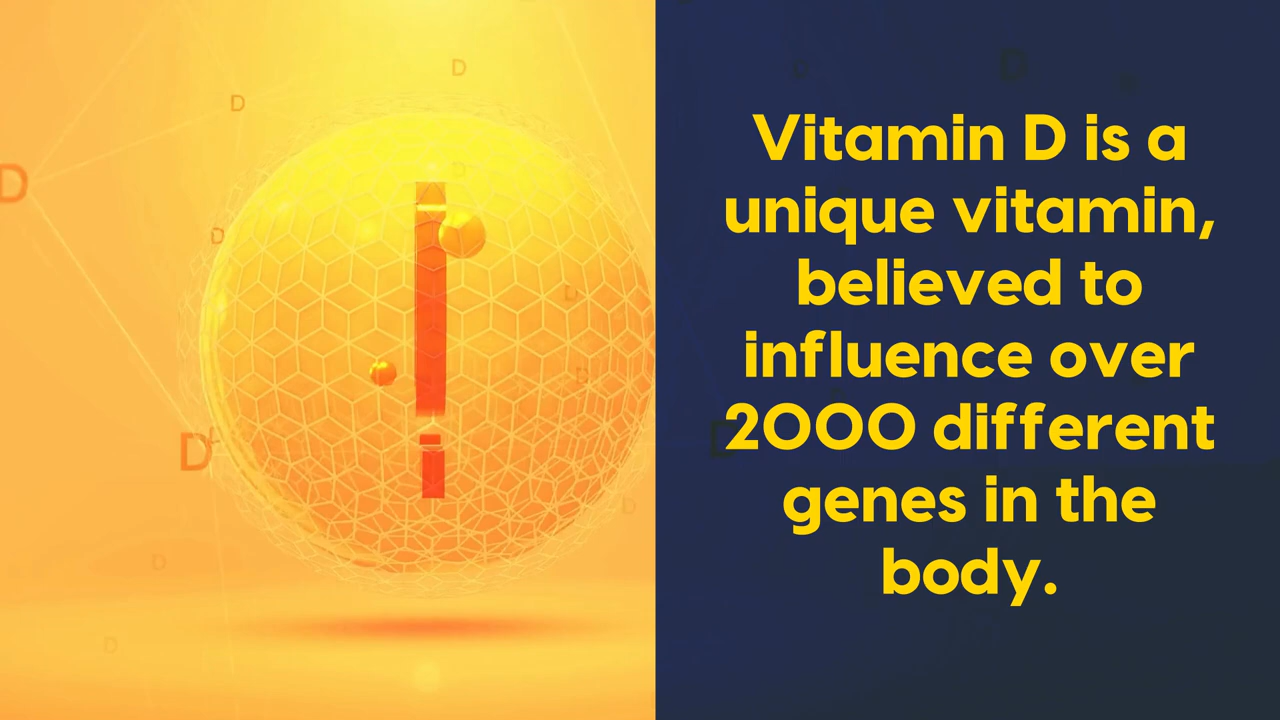 Vitamin D is a
unique vitamin,
believed to
influence over
2000 different
genes in the
body.
D
D
D
D
D
D
D
D
D
D
D